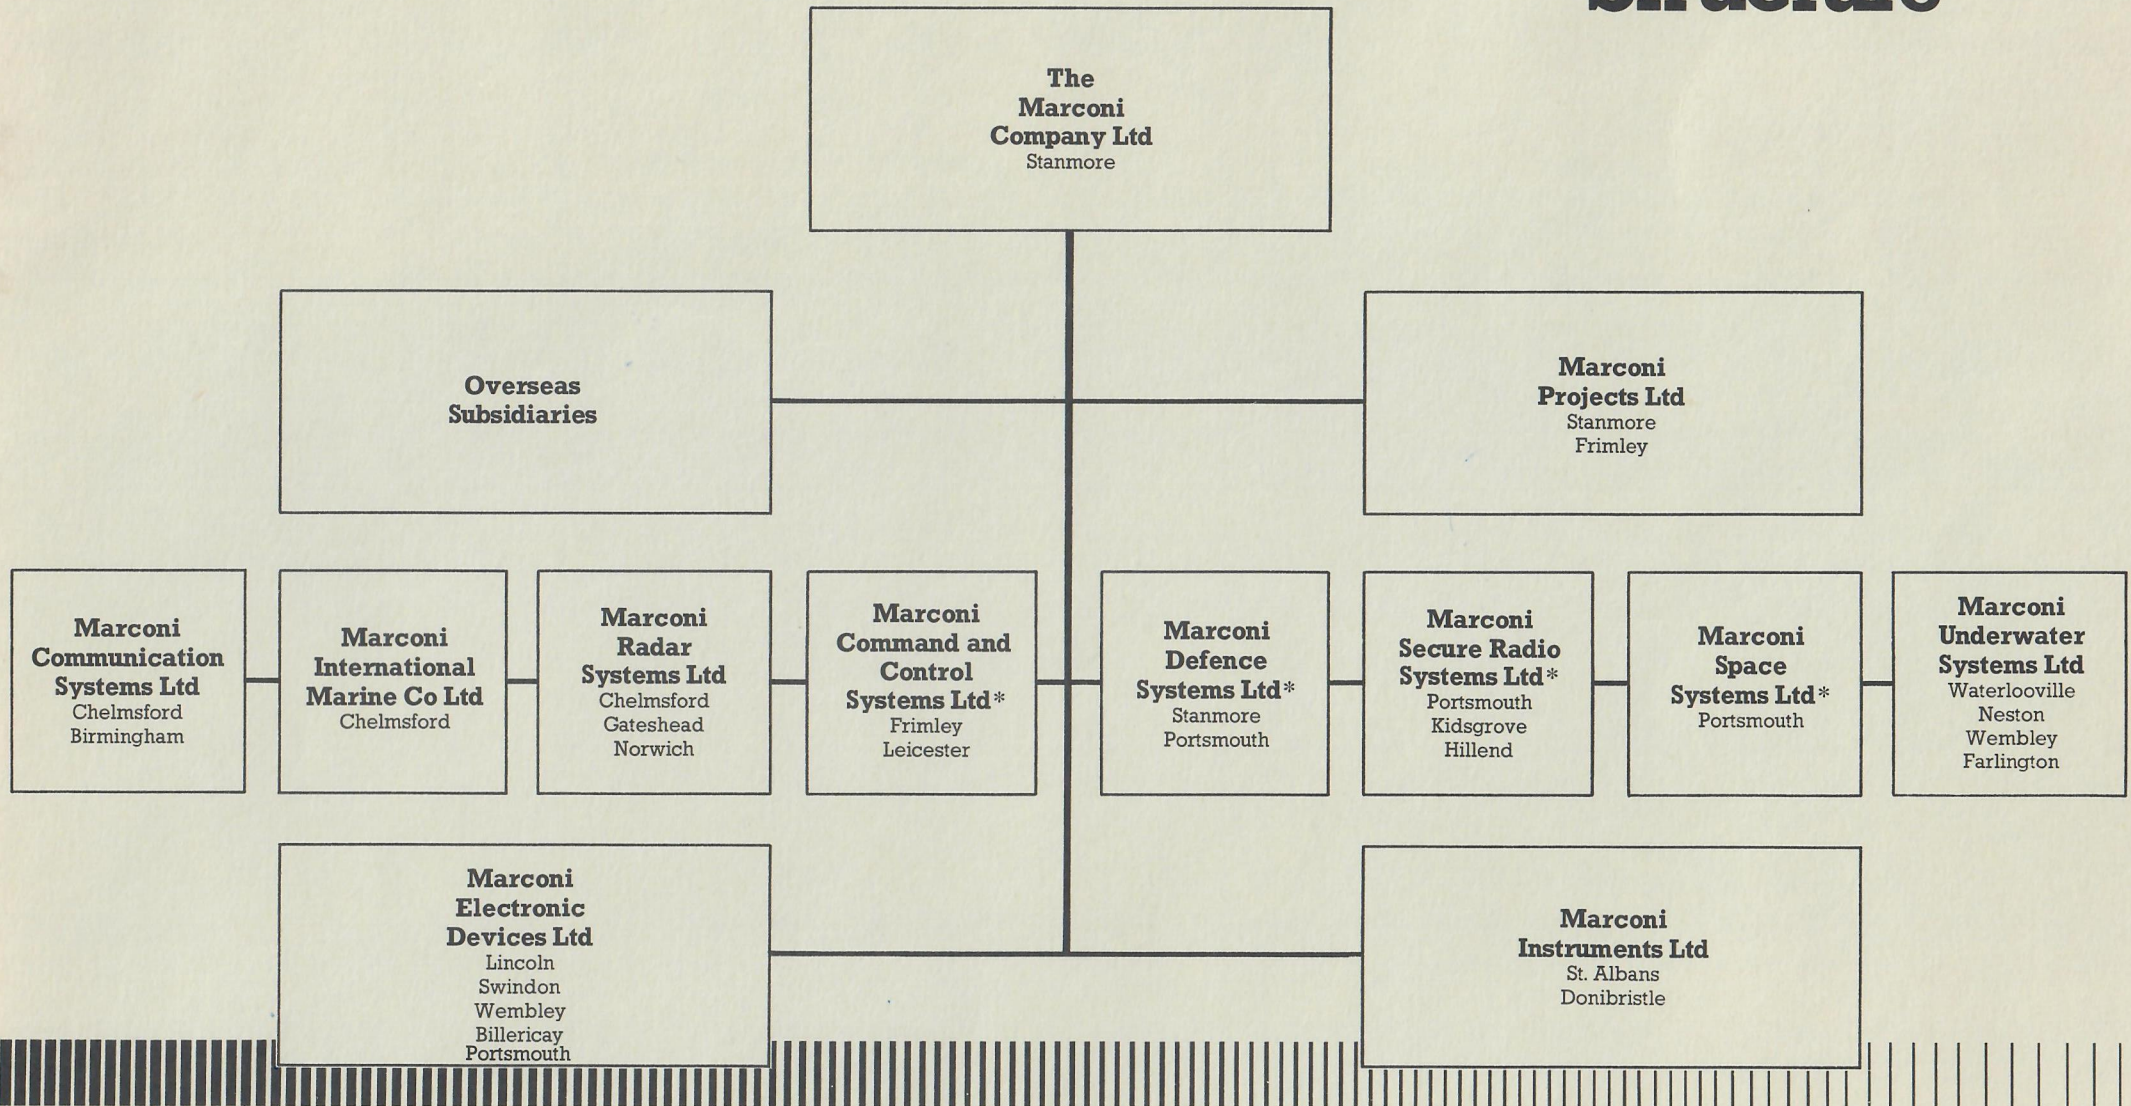 Structure
The
Marconi
Company Ltd
Stanmore
Overseas
Subsidiaries
Marconi
Projects Ltd
Stanmore
Frimley
Marconi
Communication
Systems Ltd
Chelmsford
Birmingham
Marconi
International
Marine Co Ltd
Chelmsford
Marconi
Radar
Systems Ltd
Chelmsford
Gateshead
Norwich
Marconi
Command and
Control
Systems Ltd*
Frimley
Leicester
Marconi
Defence
Systems Ltd*
Stanmore
Portsmouth
Marconi
Secure Radio
Systems Ltd*
Portsmouth
Kidsgrove
Hillend
Marconi
Space
Systems Ltd*
Portsmouth
Marconi
Underwater
Systems Ltd
Waterlooville
Neston
Wembley
Farlington
Marconi
Electronic
Devices Ltd
Lincoln
Swindon
Wembley
Billericay
Portsmouth
Marconi
Instruments Ltd
St. Albans
Donibristle